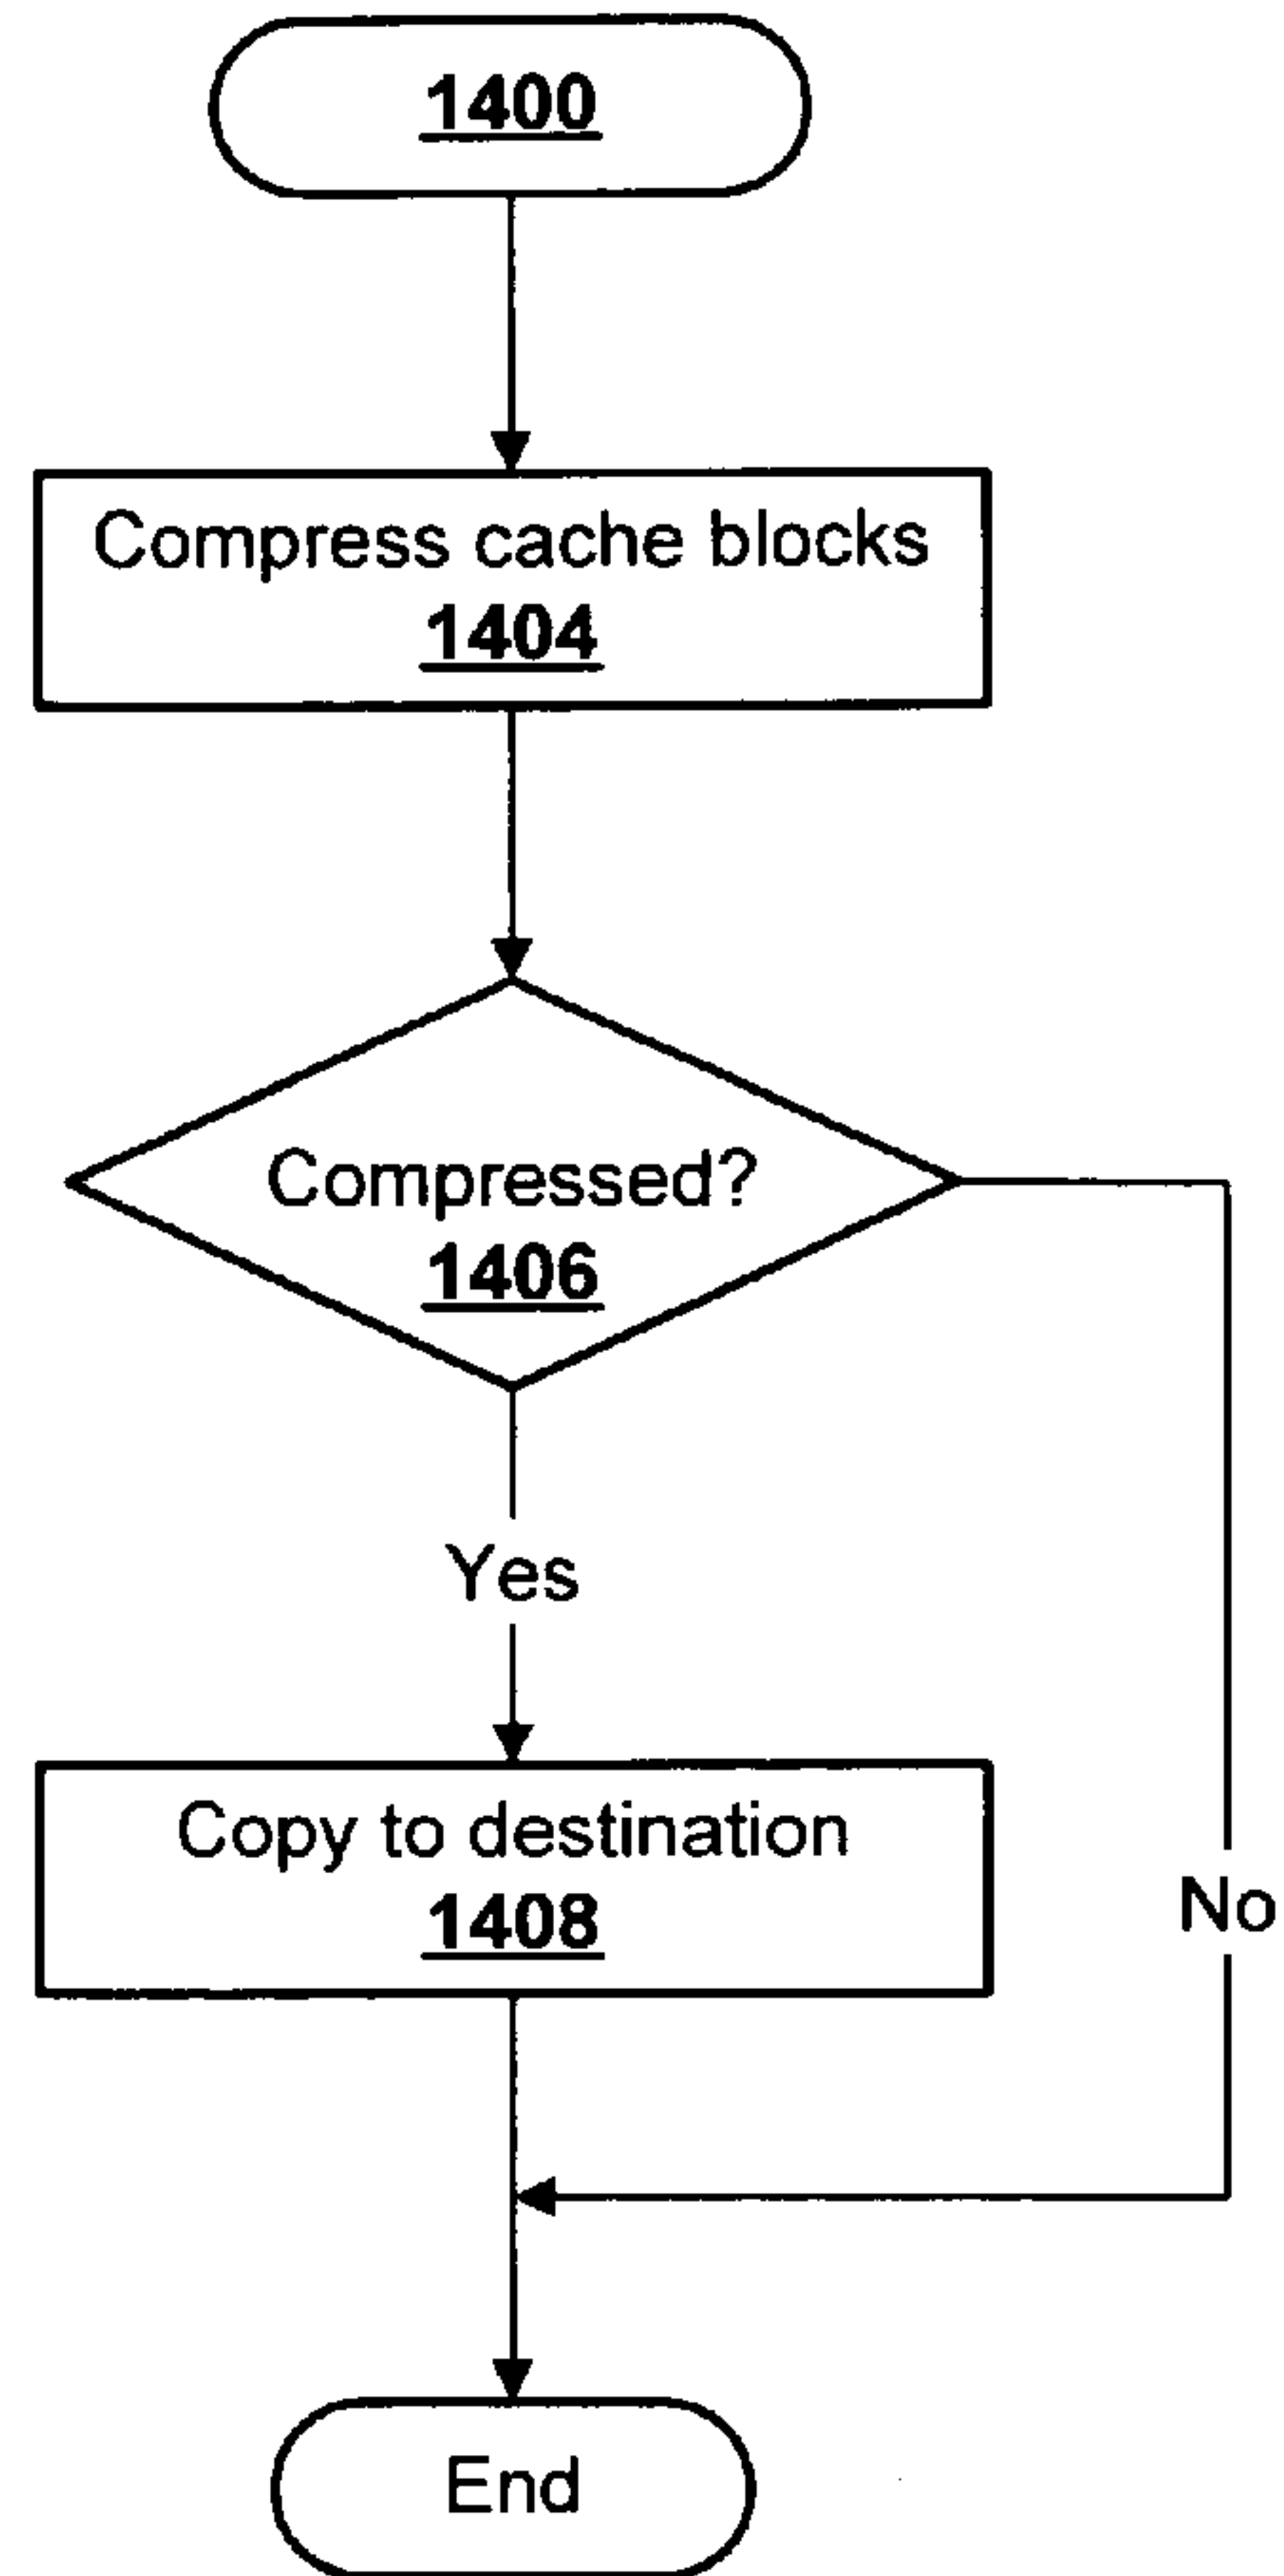 1400
Compress cache blocks
1404
Compressed?
1406
Yes
Copy to destination
1408
No
End